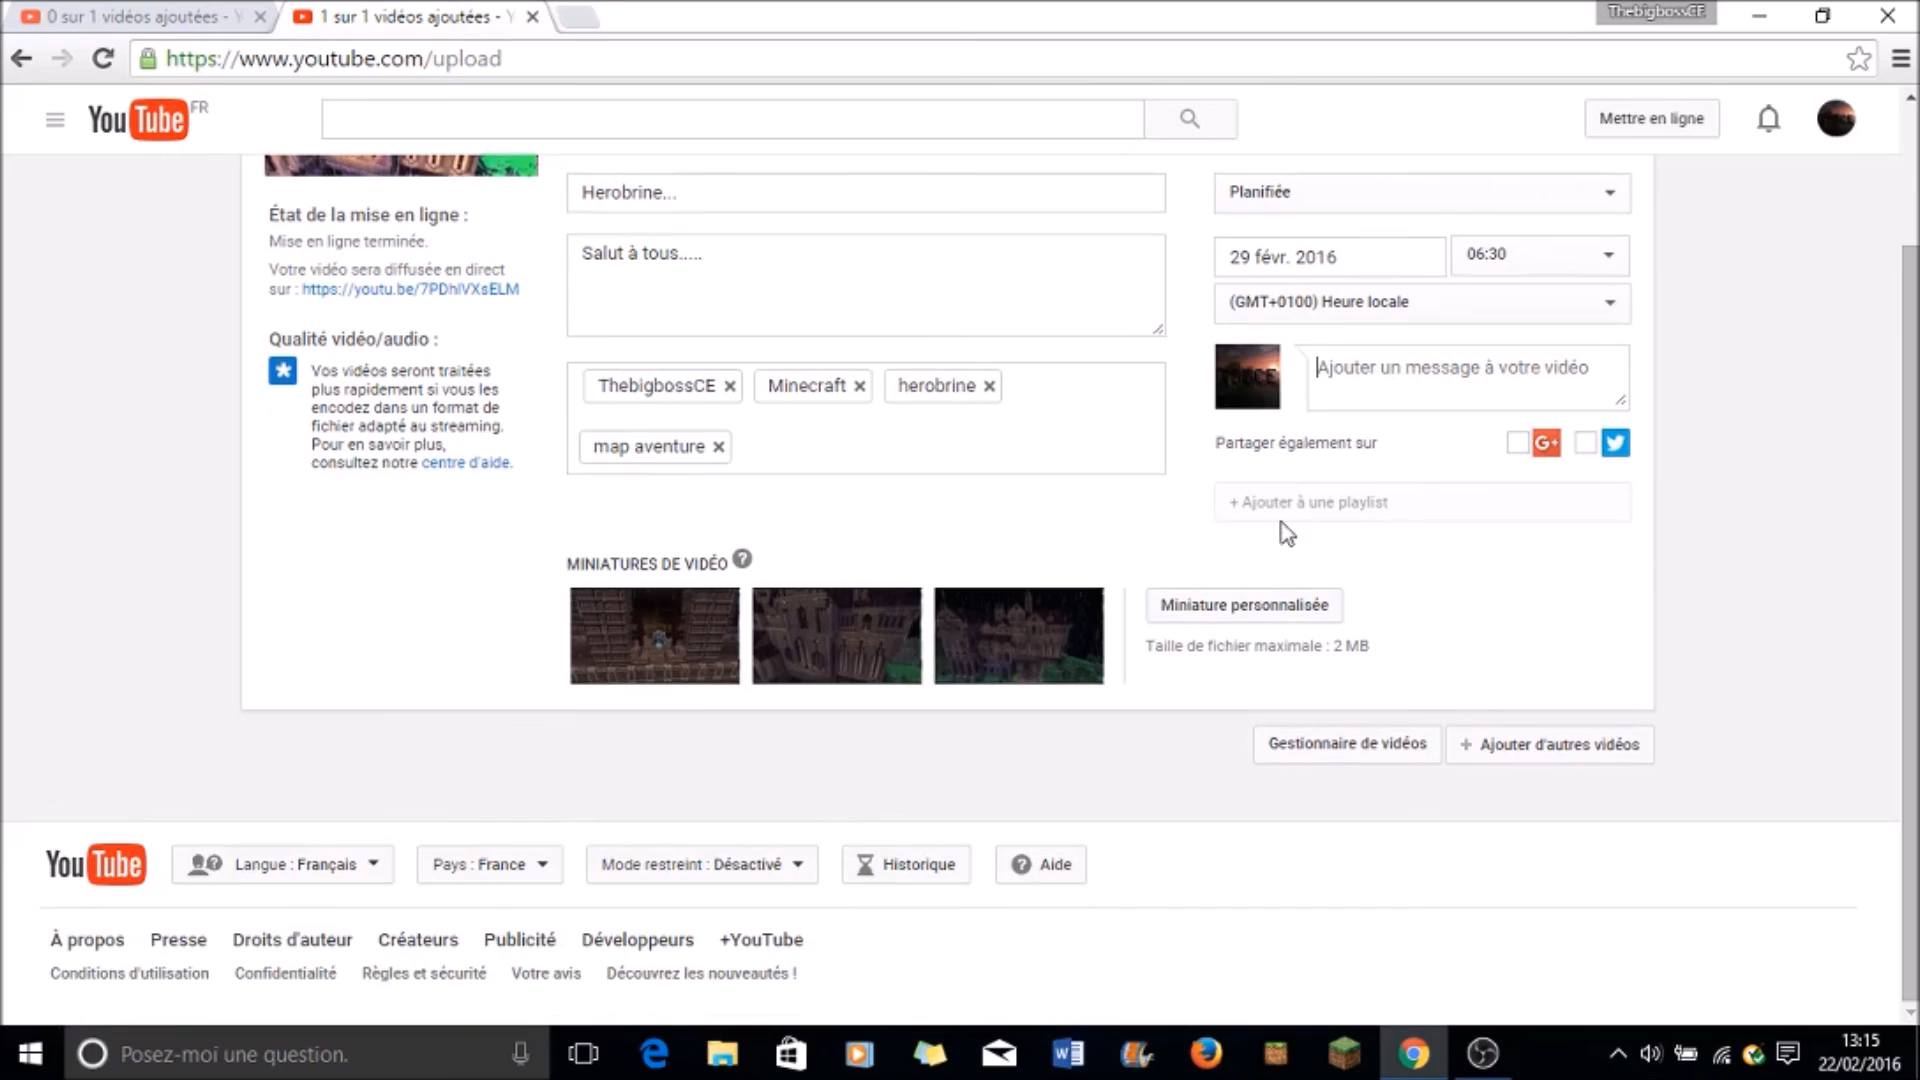 0 sur 1 vidéos ajoutées - Y
1 sur 1 vidéos ajoutées - Y
ThebigbossCE
https://www.youtube.com/upload
YouTube FR
Mettre en ligne
Herobrine...
Planifiée
État de la mise en ligne :
Mise en ligne terminée.
Votre vidéo sera diffusée en direct
sur : https://youtu.be/7PDhIVXsELM
Salut à tous.....
29 févr. 2016
06:30
(GMT+0100) Heure locale
Qualité vidéo/audio :
Vos vidéos seront traitées
plus rapidement si vous les
encodez dans un format de
fichier adapté au streaming.
Pour en savoir plus,
consultez notre centre d'aide.
ThebigbossCE
Minecraft
herobrine
map aventure
Ajouter un message à votre vidéo
Partager également sur
G+
+ Ajouter à une playlist
MINIATURES DE VIDÉO ?
Miniature personnalisée
Taille de fichier maximale : 2 MB
Gestionnaire de vidéos
+ Ajouter d'autres vidéos
YouTube
Langue : Français
Pays : France
Mode restreint : Désactivé
Historique
Aide
À propos
Presse
Droits d'auteur
Créateurs
Publicité
Développeurs
+YouTube
Conditions d'utilisation
Confidentialité
Règles et sécurité
Votre avis
Découvrez les nouveautés !
Posez-moi une question.
13:15
22/02/2016